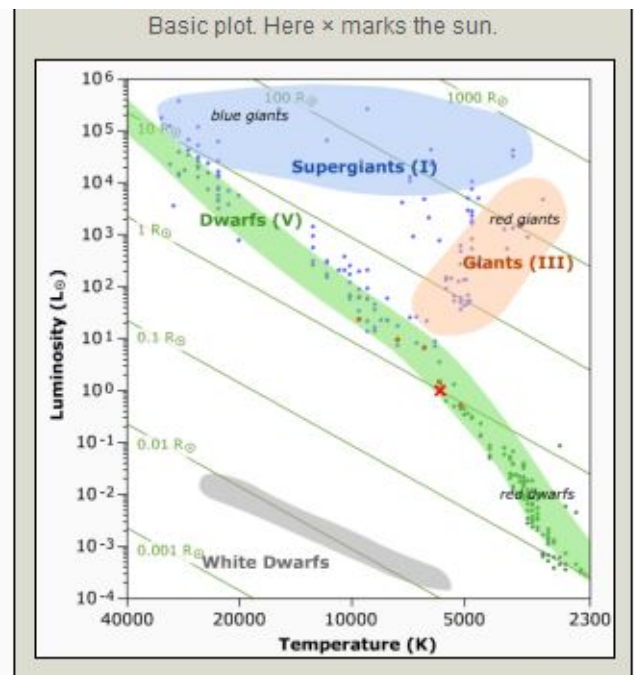 Basic plot. Here × marks the sun.
10⁶
10⁵
10⁴
10³
10²
10¹
10⁰
10⁻¹
10⁻²
10⁻³
10⁻⁴
Luminosity (L⊙)
100 R⊙
1000 R⊙
blue giants
10 R⊙
Supergiants (I)
Dwarfs (V)
red giants
1 R⊙
Giants (III)
0.1 R⊙
0.01 R⊙
red dwarfs
0.001 R⊙
White Dwarfs
40000
20000
10000
5000
2300
Temperature (K)